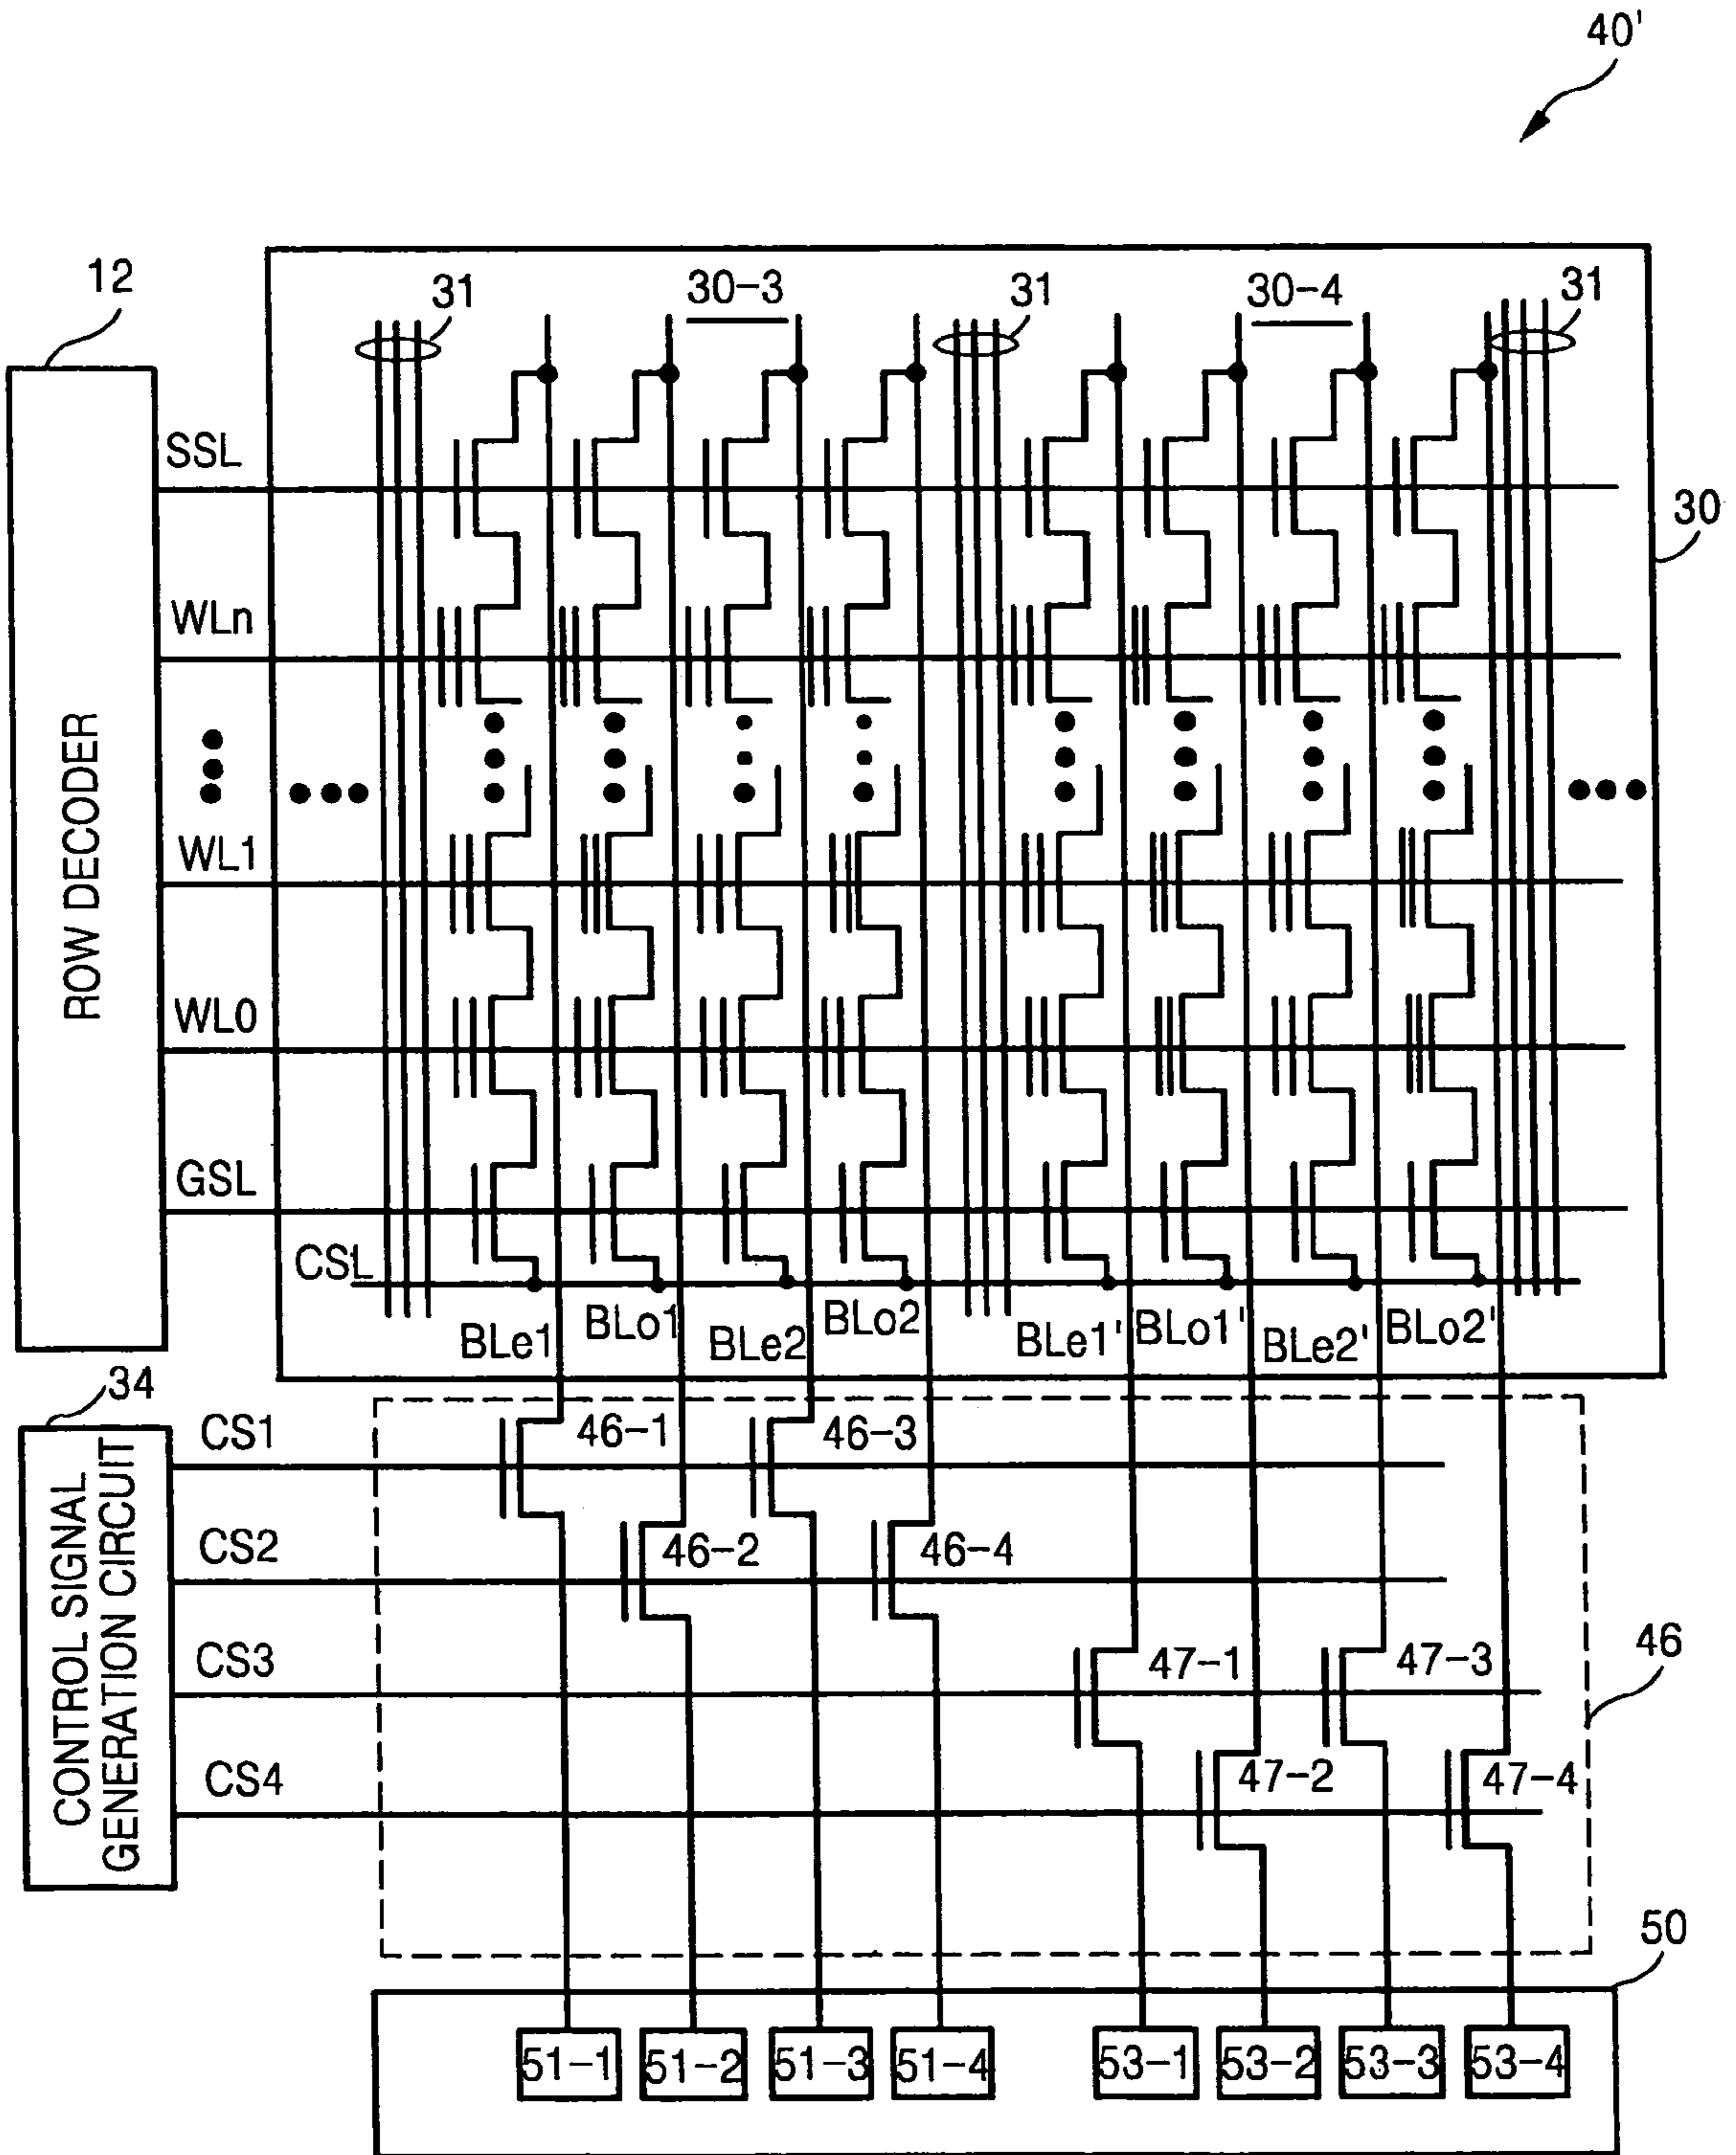 40'
12
31 30-3 31 30-4 31
SSL
30
WLn
ROW DECODER
WL1
WL0
GSL
CSL
BLe1 BLo1 BLe2 BLo2 BLe1' BLo1' BLe2' BLo2'
34
CONTROL SIGNAL
GENERATION CIRCUIT
CS1 46-1 46-3
CS2 46-2 46-4
CS3 47-1 47-3 46
CS4 47-2 47-4
50
51-1 51-2 51-3 51-4 53-1 53-2 53-3 53-4